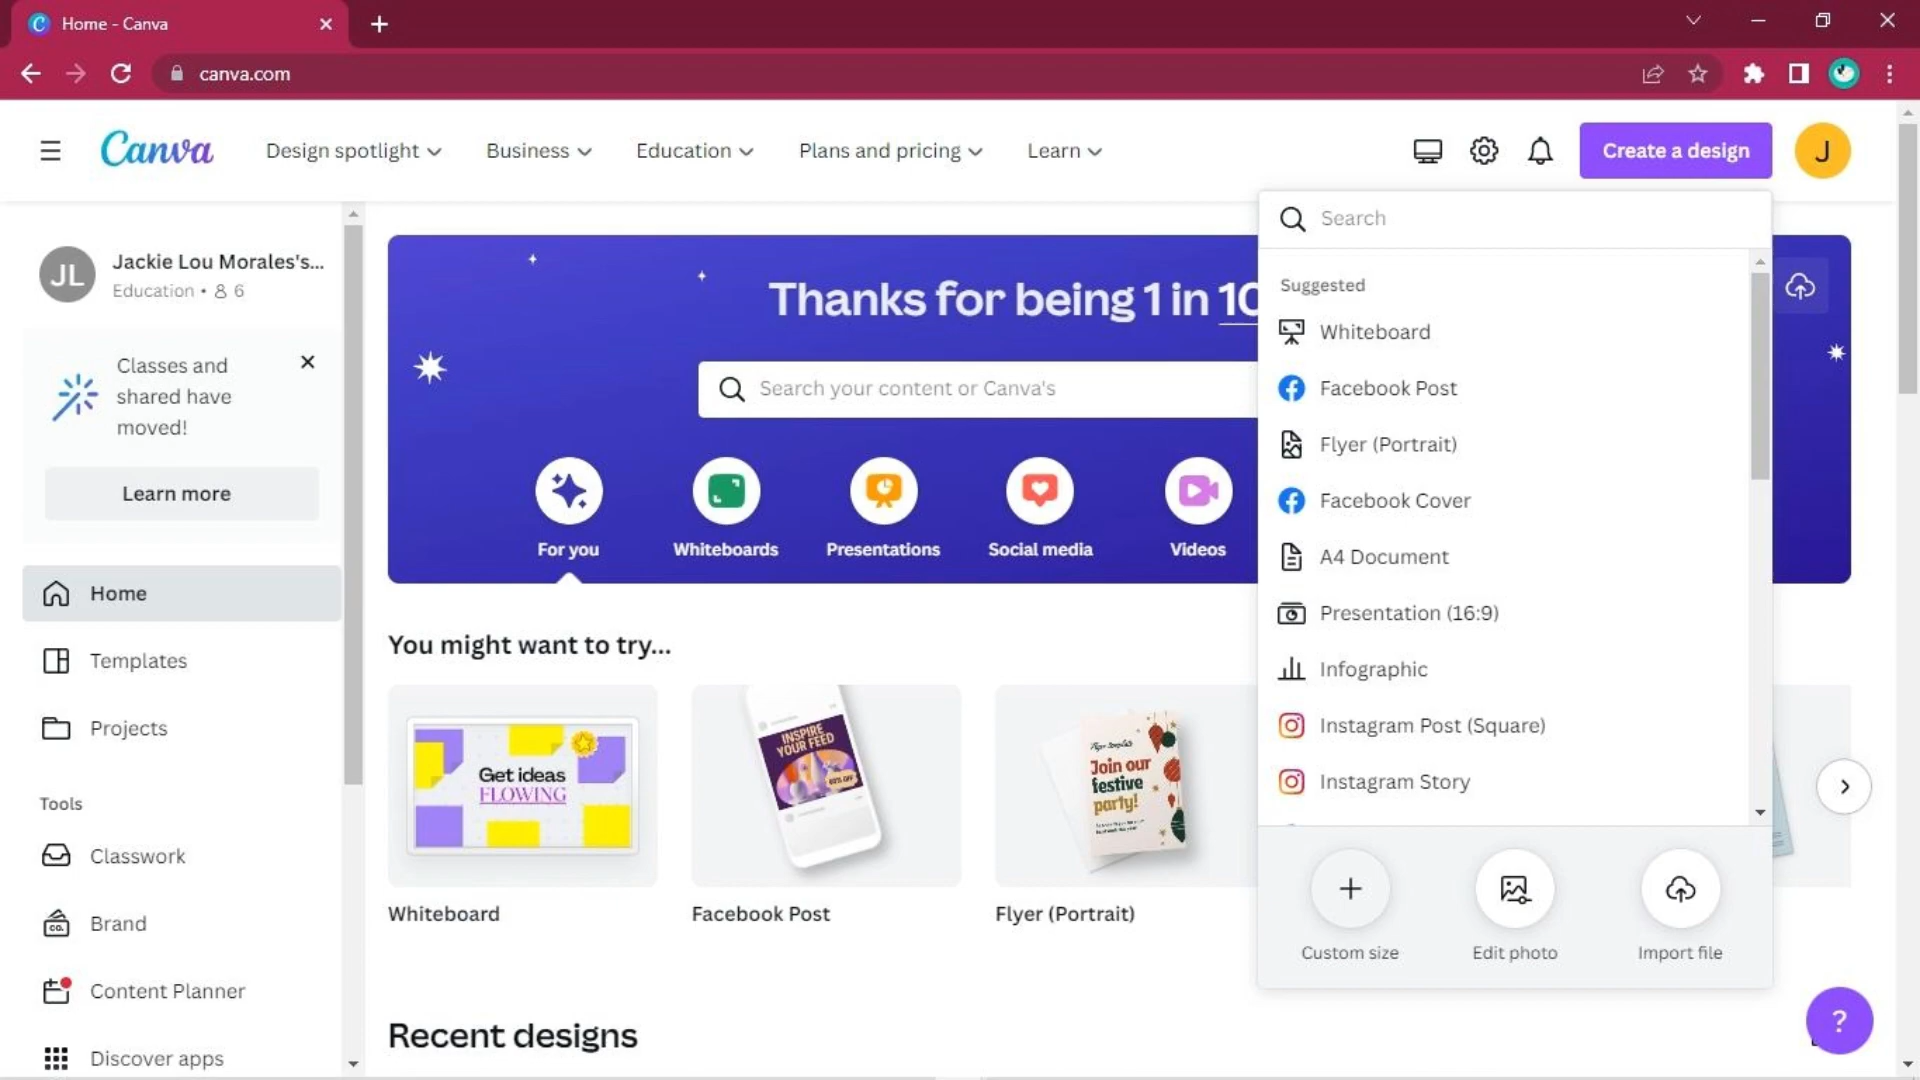 Home - Canva
canva.com
Canva
Design spotlight
Business
Education
Plans and pricing
Learn
Create a design
J
JL
Jackie Lou Morales's...
Education • 6
Classes and
shared have
moved!
Learn more
Home
Templates
Projects
Tools
Classwork
CO.
Brand
Content Planner
Discover apps
Thanks for being 1 in 10
Search your content or Canva's
For you
Whiteboards
Presentations
Social media
Videos
You might want to try...
Get ideas
FLOWING
Whiteboard
INSPIRE
YOUR FEED
Facebook Post
Flyer template
Join our
festive
party!
Flyer (Portrait)
Recent designs
Search
Suggested
Whiteboard
Facebook Post
Flyer (Portrait)
Facebook Cover
A4 Document
Presentation (16:9)
Infographic
Instagram Post (Square)
Instagram Story
Custom size
Edit photo
Import file
?